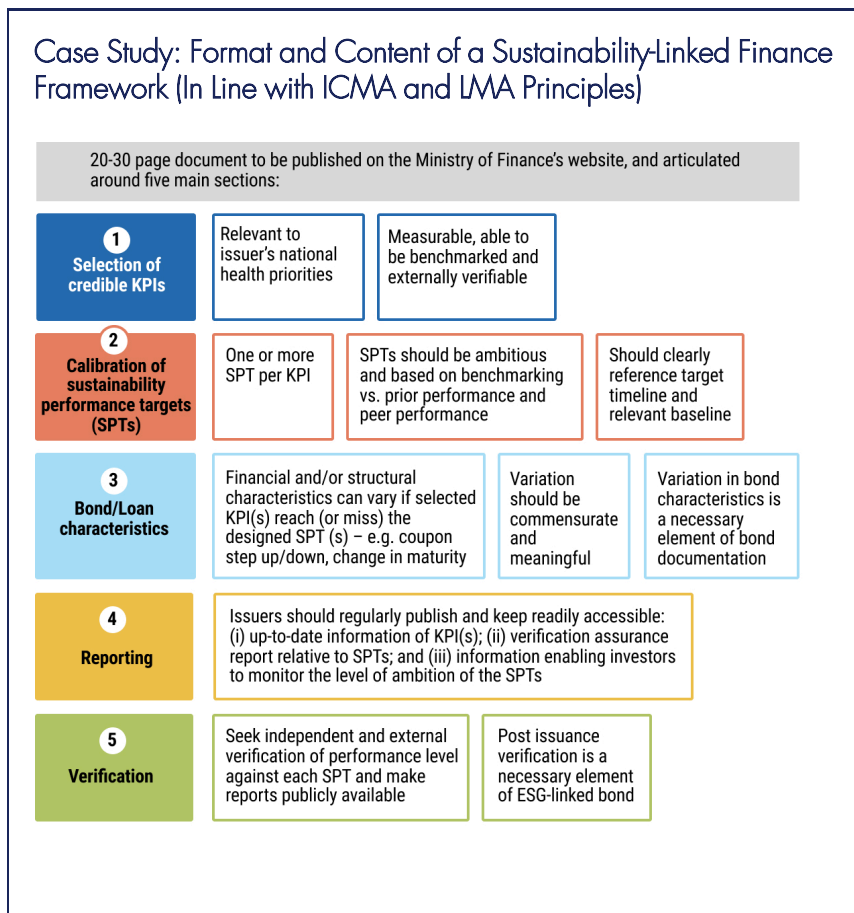 Case Study: Format and Content of a Sustainability-Linked Finance
Framework (In Line with ICMA and LMA Principles)
20-30 page document to be published on the Ministry of Finance's website, and articulated
around five main sections:
1
Selection of
credible KPIs
Relevant to
issuer's national
health priorities
Measurable, able to
be benchmarked and
externally verifiable
2
Calibration of
sustainability
performance targets
(SPTs)
One or more
SPT per KPI
SPTs should be ambitious
and based on benchmarking
vs. prior performance and
peer performance
Should clearly
reference target
timeline and
relevant baseline
3
Bond/Loan
characteristics
Financial and/or structural
characteristics can vary if selected
KPI(s) reach (or miss) the
designed SPT (s) – e.g. coupon
step up/down, change in maturity
Variation
should be
commensurate
and
meaningful
Variation in bond
characteristics is
a necessary
element of bond
documentation
4
Reporting
Issuers should regularly publish and keep readily accessible:
(i) up-to-date information of KPI(s); (ii) verification assurance
report relative to SPTs; and (iii) information enabling investors
to monitor the level of ambition of the SPTs
5
Verification
Seek independent and external
verification of performance level
against each SPT and make
reports publicly available
Post issuance
verification is a
necessary element
of ESG-linked bond